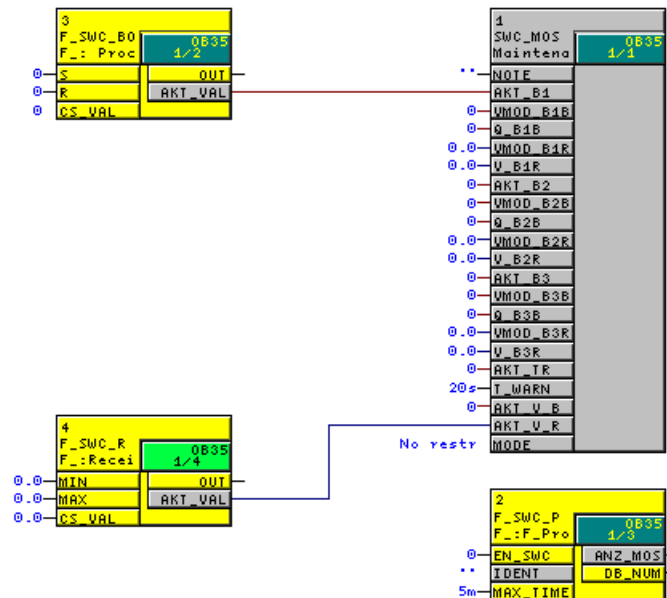 3
F_SWC_BO
F_: Proc
OB35
1/2
0 S OUT
0 R AKT_VAL
0 CS_VAL
1
SWC_MOS
Maintena
OB35
1/1
'' NOTE
AKT_B1
0 VMOD_B1B
0 Q_B1B
0.0 VMOD_B1R
0.0 V_B1R
0 AKT_B2
0 VMOD_B2B
0 Q_B2B
0.0 VMOD_B2R
0.0 V_B2R
0 AKT_B3
0 VMOD_B3B
0 Q_B3B
0.0 VMOD_B3R
0.0 V_B3R
0 AKT_TR
20s T_WARN
0 AKT_V_B
AKT_V_R
No restr MODE
4
F_SWC_R
F_:Recei
OB35
1/4
0.0 MIN OUT
0.0 MAX AKT_VAL
0.0 CS_VAL
2
F_SWC_P
F_:F_Pro
OB35
1/3
0 EN_SWC ANZ_MOS
'' IDENT DB_NUM
5m MAX_TIME